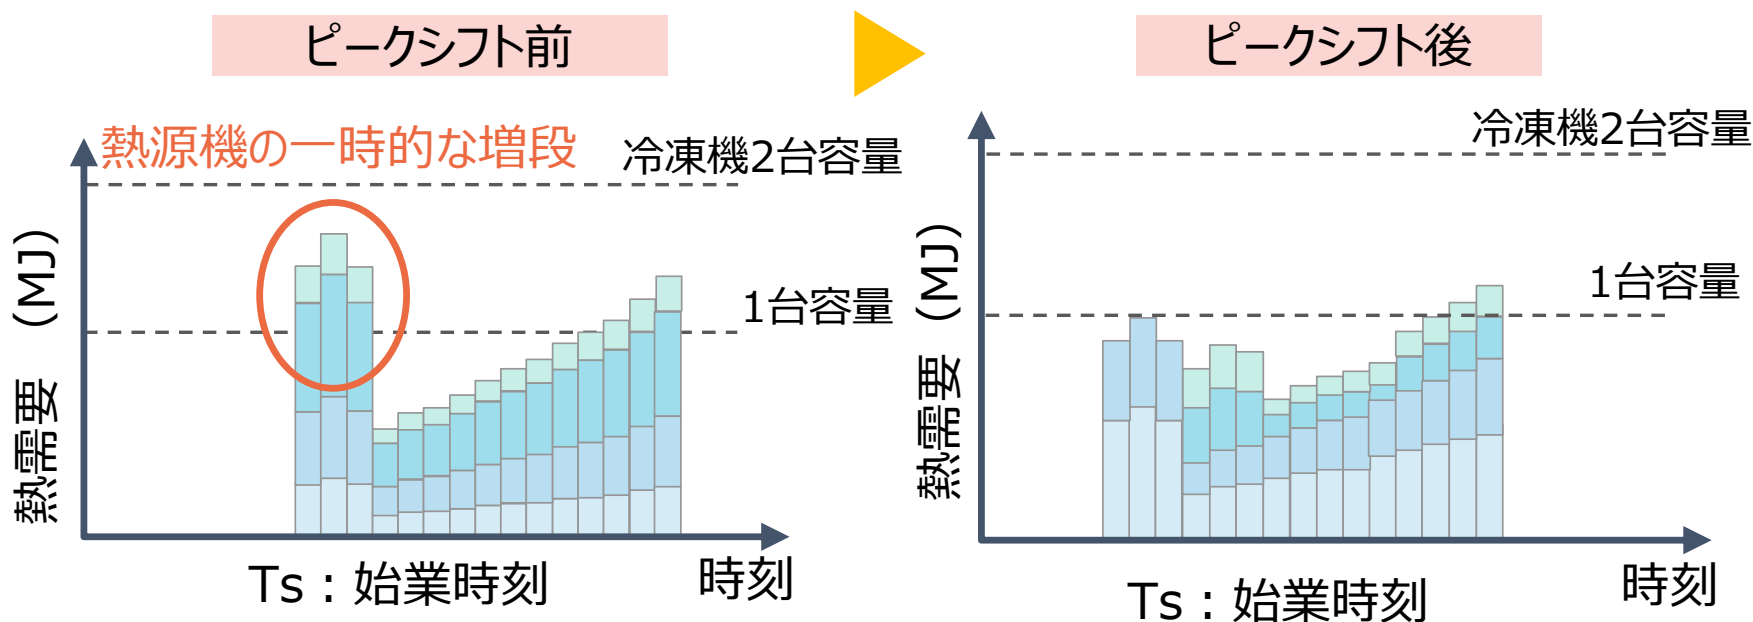 ピークシフト前
ピークシフト後
熱源機の一時的な増段
冷凍機2台容量
1台容量
熱需要 (MJ)
Ts：始業時刻
時刻
冷凍機2台容量
1台容量
熱需要 (MJ)
Ts：始業時刻
時刻